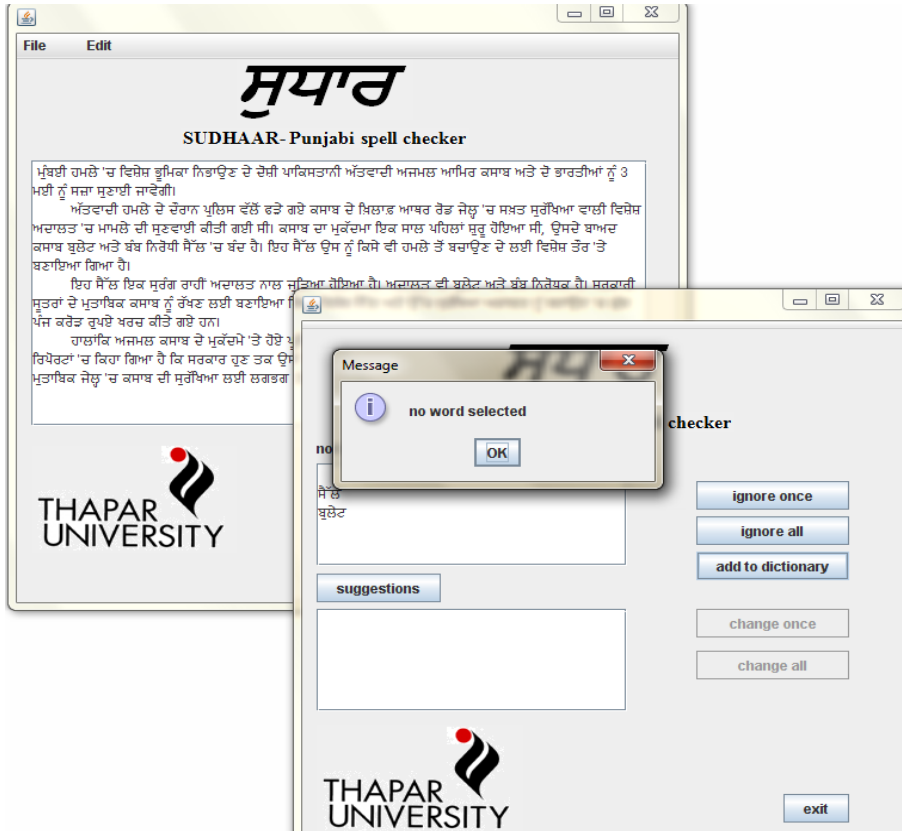 File Edit
ਸੁਧਾਰ
SUDHAAR- Punjabi spell checker
ਮੁੰਬਈ ਹਮਲੇ 'ਚ ਵਿਸ਼ੇਸ਼ ਭੂਮਿਕਾ ਨਿਭਾਉਣ ਦੇ ਦੋਸ਼ੀ ਪਾਕਿਸਤਾਨੀ ਅੱਤਵਾਦੀ ਅਜਮਲ ਆਮਿਰ ਕਸਾਬ ਅਤੇ ਦੋ ਭਾਰਤੀਆਂ ਨੂੰ 3
ਮਈ ਨੂੰ ਸਜ਼ਾ ਸੁਣਾਈ ਜਾਵੇਗੀ।
ਅੱਤਵਾਦੀ ਹਮਲੇ ਦੇ ਦੌਰਾਨ ਪੁਲਿਸ ਵੱਲੋਂ ਫੜੇ ਗਏ ਕਸਾਬ ਦੇ ਖ਼ਿਲਾਫ਼ ਆਥਰ ਰੋਡ ਜੇਲ੍ਹ 'ਚ ਸਖ਼ਤ ਸੁਰੱਖਿਆ ਵਾਲੀ ਵਿਸ਼ੇਸ਼
ਅਦਾਲਤ 'ਚ ਮਾਮਲੇ ਦੀ ਸੁਣਵਾਈ ਕੀਤੀ ਗਈ ਸੀ। ਕਸਾਬ ਦਾ ਮੁਕੱਦਮਾ ਇਕ ਸਾਲ ਪਹਿਲਾਂ ਸ਼ੁਰੂ ਹੋਇਆ ਸੀ, ਉਸਦੇ ਬਾਅਦ
ਕਸਾਬ ਬੁਲੇਟ ਅਤੇ ਬੰਬ ਨਿਰੋਧੀ ਸੈੱਲ 'ਚ ਬੰਦ ਹੈ। ਇਹ ਸੈੱਲ ਉਸ ਨੂੰ ਕਿਸੇ ਵੀ ਹਮਲੇ ਤੋਂ ਬਚਾਉਣ ਦੇ ਲਈ ਵਿਸ਼ੇਸ਼ ਤੌਰ 'ਤੇ
ਬਣਾਇਆ ਗਿਆ ਹੈ।
ਇਹ ਸੈੱਲ ਇਕ ਸੁਰੰਗ ਰਾਹੀਂ ਅਦਾਲਤ ਨਾਲ ਜੁੜਿਆ ਹੋਇਆ ਹੈ। ਅਦਾਲਤ ਵੀ ਬੁਲੇਟ ਅਤੇ ਬੰਬ ਨਿਰੋਧਕ ਹੈ। ਸਰਕਾਰੀ
ਸੂਤਰਾਂ ਦੇ ਮੁਤਾਬਿਕ ਕਸਾਬ ਨੂੰ ਰੱਖਣ ਲਈ ਬਣਾਇਆ
ਪੰਜ ਕਰੋੜ ਰੁਪਏ ਖਰਚ ਕੀਤੇ ਗਏ ਹਨ।
ਹਾਲਾਂਕਿ ਅਜਮਲ ਕਸਾਬ ਦੇ ਮੁਕੱਦਮੇ 'ਤੇ ਹੋਏ
ਰਿਪੋਰਟਾਂ 'ਚ ਕਿਹਾ ਗਿਆ ਹੈ ਕਿ ਸਰਕਾਰ ਹੁਣ ਤਕ ਉਸ
ਮੁਤਾਬਿਕ ਜੇਲ੍ਹ 'ਚ ਕਸਾਬ ਦੀ ਸੁਰੱਖਿਆ ਲਈ ਲਗਭਗ
THAPAR
UNIVERSITY
Message
no word selected
OK
checker
no
ਸੈੱਲ
ਬੁਲੇਟ
ignore once
ignore all
add to dictionary
suggestions
change once
change all
THAPAR
UNIVERSITY
exit